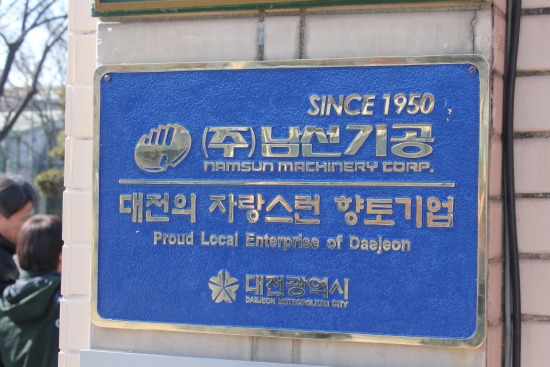 SINCE 1950
(주)남선기공
NAMSUN MACHINERY CORP.
대전의 자랑스런 향토기업
Proud Local Enterprise of Daejeon
대전광역시
DAEJEON METROPOLITAN CITY